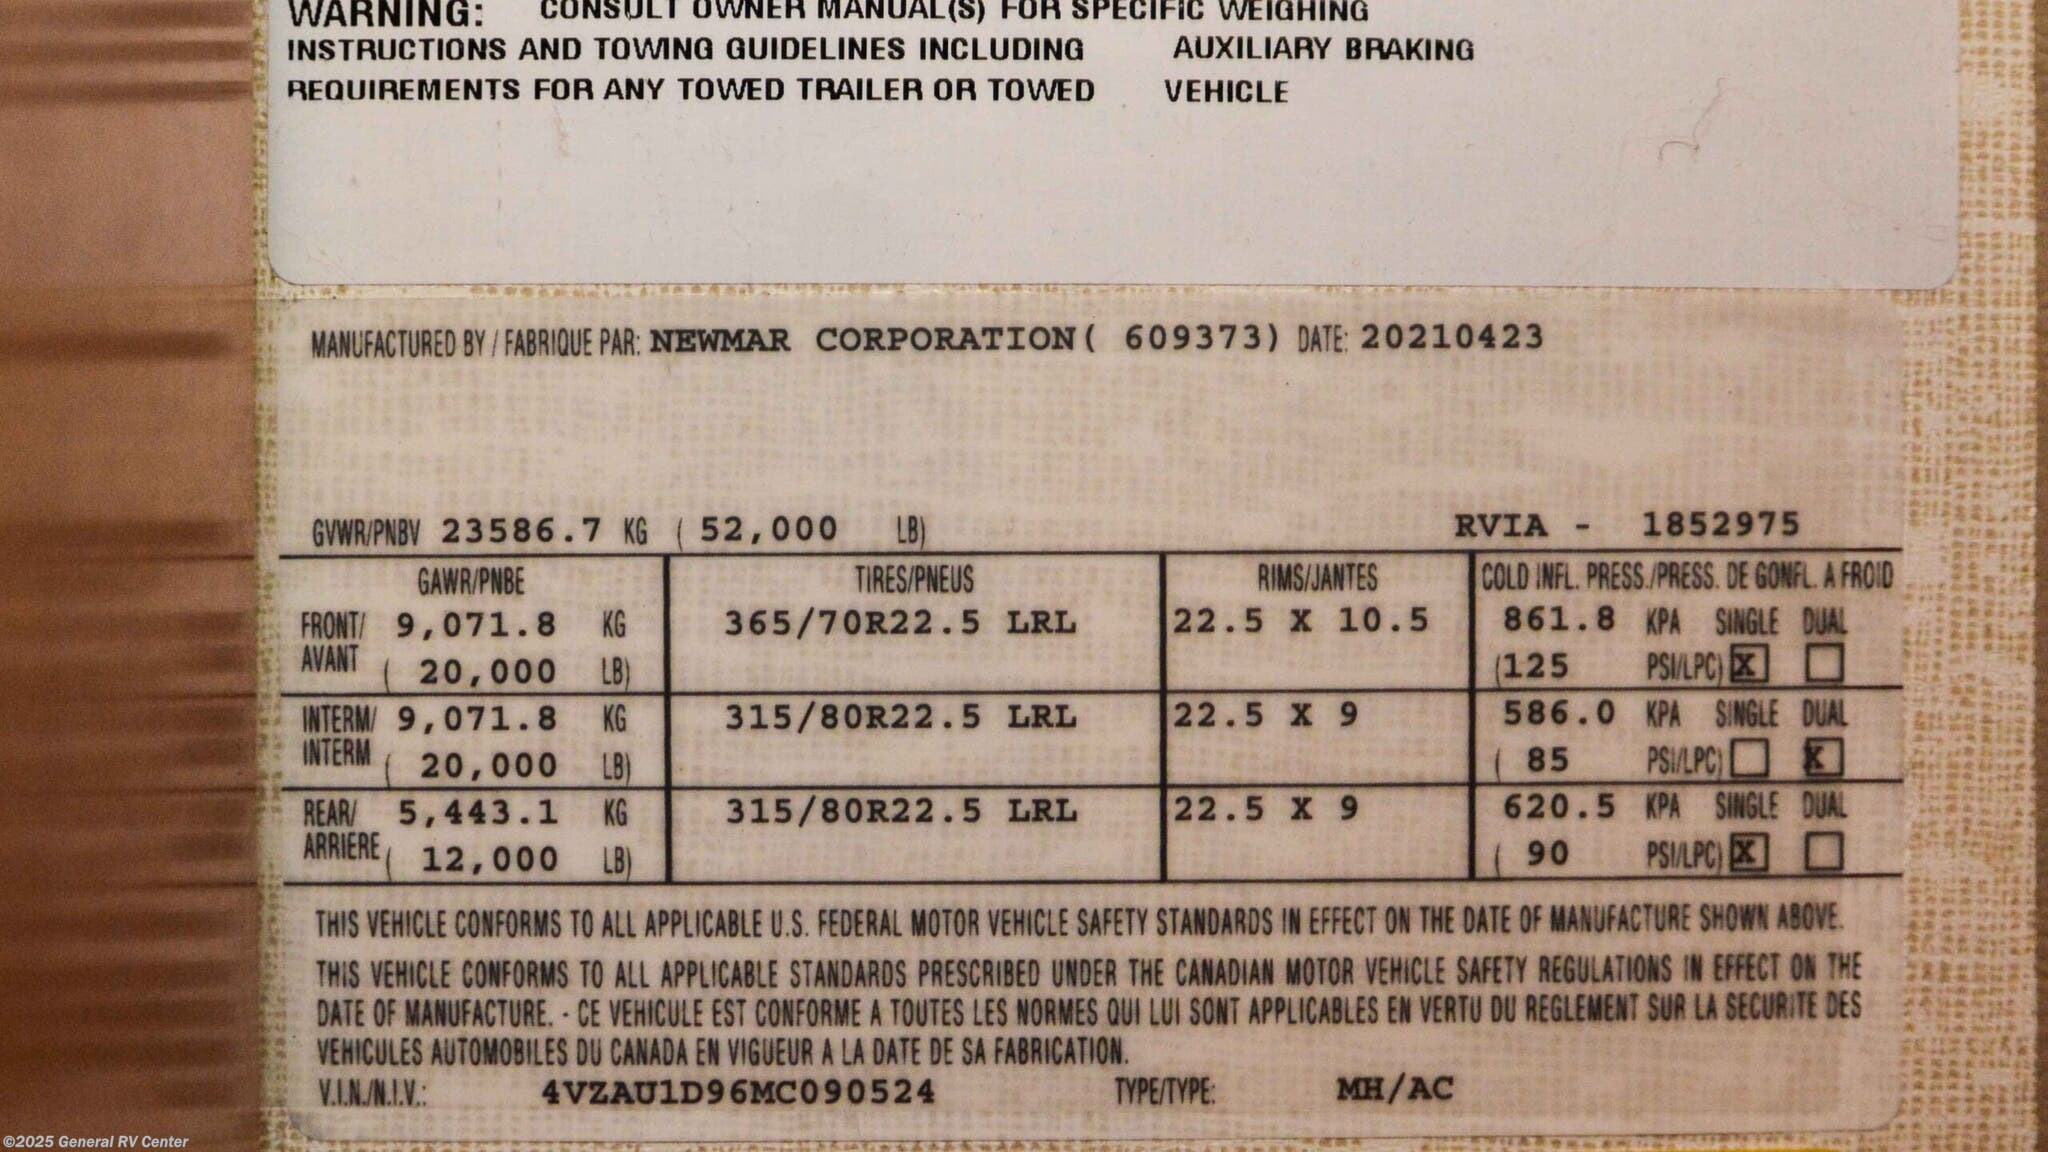 WARNING: CONSULT OWNER MANUAL(S) FOR SPECIFIC WEIGHING
INSTRUCTIONS AND TOWING GUIDELINES INCLUDING AUXILIARY BRAKING
REQUIREMENTS FOR ANY TOWED TRAILER OR TOWED VEHICLE
MANUFACTURED BY / FABRIQUE PAR: NEWMAR CORPORATION( 609373) DATE: 20210423
GVWR/PNBV 23586.7 KG ( 52,000 LB) RVIA - 1852975
GAWR/PNBE TIRES/PNEUS RIMS/JANTES COLD INFL. PRESS./PRESS. DE GONFL. A FROID
FRONT/ 9,071.8 KG 365/70R22.5 LRL 22.5 X 10.5 861.8 KPA SINGLE DUAL
AVANT ( 20,000 LB) (125 PSI/LPC) X
INTERM/ 9,071.8 KG 315/80R22.5 LRL 22.5 X 9 586.0 KPA SINGLE DUAL
INTERM ( 20,000 LB) ( 85 PSI/LPC) X
REAR/ 5,443.1 KG 315/80R22.5 LRL 22.5 X 9 620.5 KPA SINGLE DUAL
ARRIERE ( 12,000 LB) ( 90 PSI/LPC) X
THIS VEHICLE CONFORMS TO ALL APPLICABLE U.S. FEDERAL MOTOR VEHICLE SAFETY STANDARDS IN EFFECT ON THE DATE OF MANUFACTURE SHOWN ABOVE.
THIS VEHICLE CONFORMS TO ALL APPLICABLE STANDARDS PRESCRIBED UNDER THE CANADIAN MOTOR VEHICLE SAFETY REGULATIONS IN EFFECT ON THE
DATE OF MANUFACTURE. - CE VEHICULE EST CONFORME A TOUTES LES NORMES QUI LUI SONT APPLICABLES EN VERTU DU REGLEMENT SUR LA SECURITE DES
VEHICULES AUTOMOBILES DU CANADA EN VIGUEUR A LA DATE DE SA FABRICATION.
V.I.N./N.I.V.: 4VZAU1D96MC090524 TYPE/TYPE: MH/AC
©2025 General RV Center